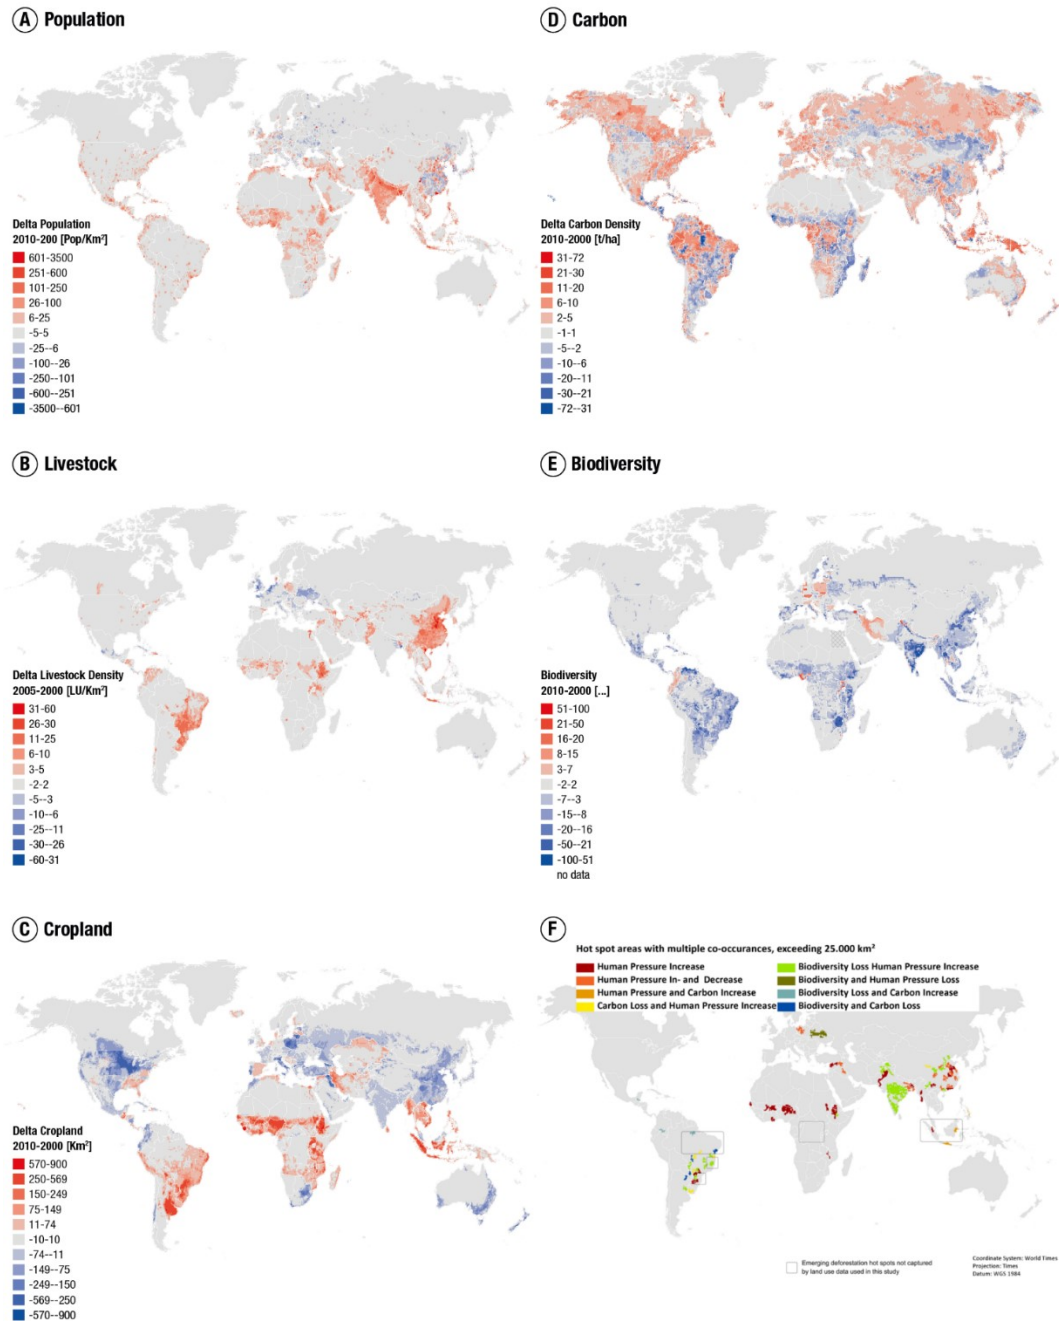 A Population
Delta Population
2010-200 [Pop/Km²]
601-3500
251-600
101-250
26-100
6-25
-5-5
-25--6
-100--26
-250--101
-600--251
-3500--601
B Livestock
Delta Livestock Density
2005-2000 [LU/Km²]
31-60
26-30
11-25
6-10
3-5
-2-2
-5--3
-10--6
-25--11
-30--26
-60-31
C Cropland
Delta Cropland
2010-2000 [Km²]
570-900
250-569
150-249
75-149
11-74
-10-10
-74--11
-149--75
-249--150
-569--250
-570--900
D Carbon
Delta Carbon Density
2010-2000 [t/ha]
31-72
21-30
11-20
6-10
2-5
-1-1
-5--2
-10--6
-20--11
-30--21
-72--31
E Biodiversity
Biodiversity
2010-2000 [...]
51-100
21-50
16-20
8-15
3-7
-2-2
-7--3
-15--8
-20--16
-50--21
-100-51
no data
F
Hot spot areas with multiple co-occurances, exceeding 25.000 km²
Human Pressure Increase
Human Pressure In- and Decrease
Human Pressure and Carbon Increase
Carbon Loss and Human Pressure Increase
Biodiversity Loss Human Pressure Increase
Biodiversity and Human Pressure Loss
Biodiversity Loss and Carbon Increase
Biodiversity and Carbon Loss
Emerging deforestation hot spots not captured
by land use data used in this study
Coordinate System: World Times
Projection: Times
Datum: WGS 1984